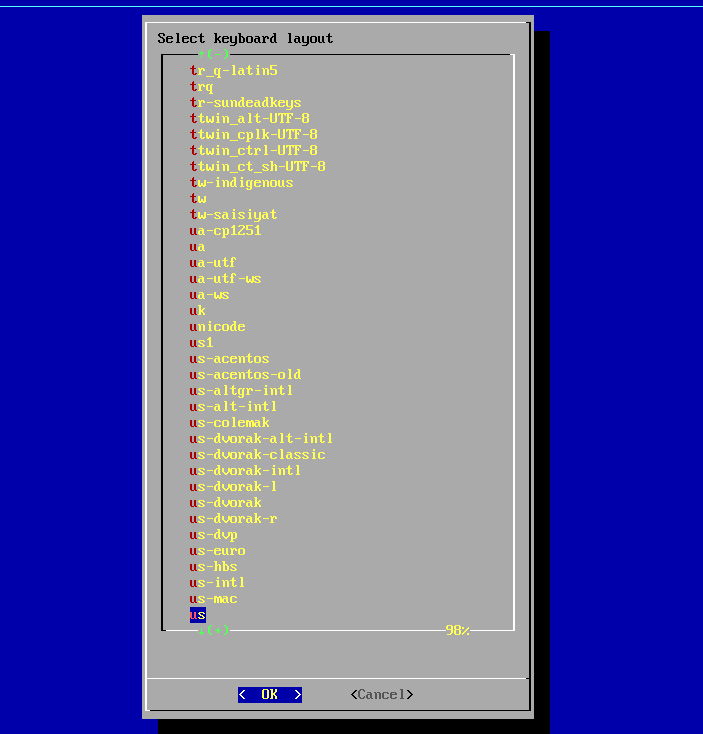 Select keyboard layout
↑(-)
tr_q-latin5
trq
tr-sundeadkeys
ttwin_alt-UTF-8
ttwin_cplk-UTF-8
ttwin_ctrl-UTF-8
ttwin_ct_sh-UTF-8
tw-indigenous
tw
tw-saisiyat
ua-cp1251
ua
ua-utf
ua-utf-ws
ua-ws
uk
unicode
us1
us-acentos
us-acentos-old
us-altgr-intl
us-alt-intl
us-colemak
us-dvorak-alt-intl
us-dvorak-classic
us-dvorak-intl
us-dvorak-l
us-dvorak
us-dvorak-r
us-dvp
us-euro
us-hbs
us-intl
us-mac
us
↓(+) 98%
< OK > <Cancel>